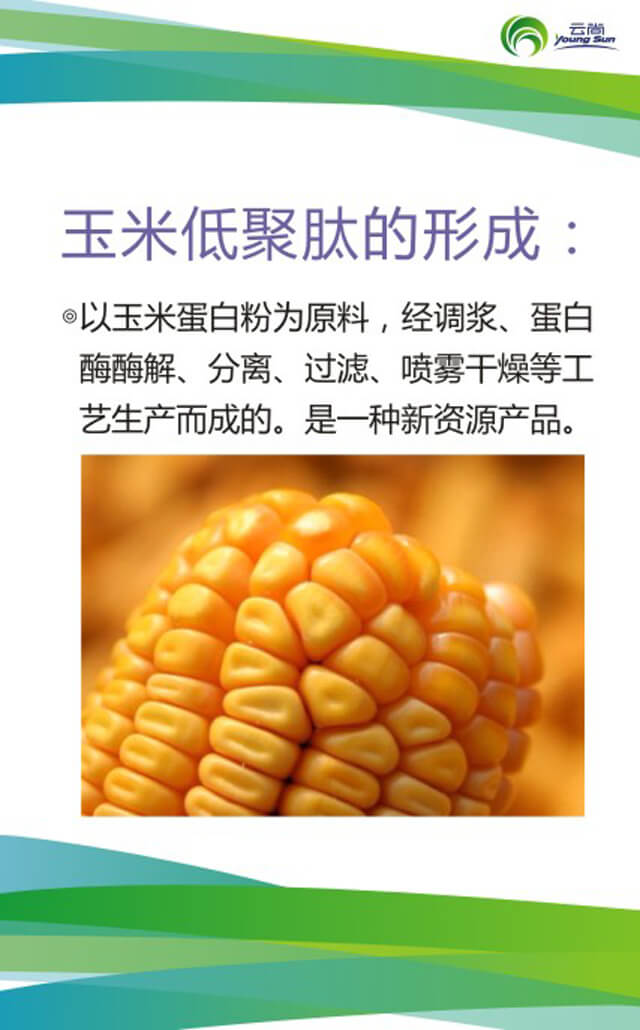 云尚
Young Sun
玉米低聚肽的形成：
◎以玉米蛋白粉为原料，经调浆、蛋白
酶酶解、分离、过滤、喷雾干燥等工
艺生产而成的。是一种新资源产品。